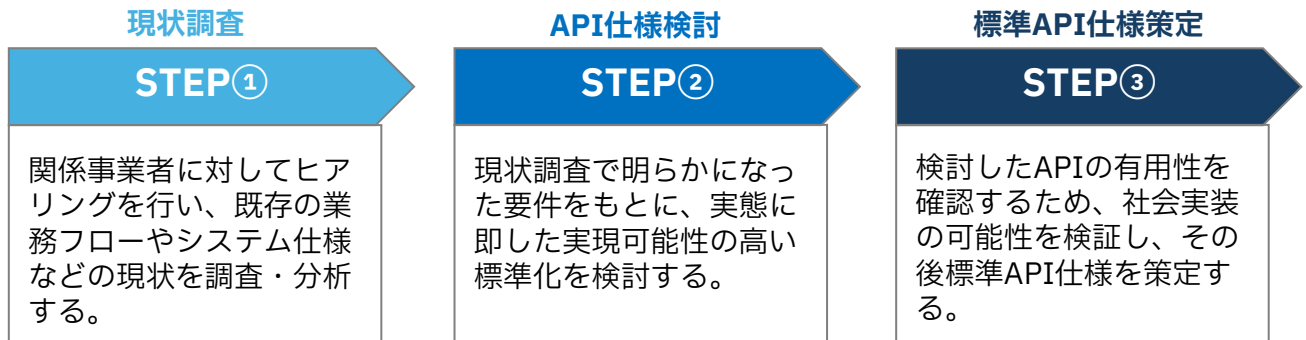 現状調査
STEP①
関係事業者に対してヒア
リングを行い、既存の業
務フローやシステム仕様
などの現状を調査・分析
する。
API仕様検討
STEP②
現状調査で明らかになっ
た要件をもとに、実態に
即した実現可能性の高い
標準化を検討する。
標準API仕様策定
STEP③
検討したAPIの有用性を
確認するため、社会実装
の可能性を検証し、その
後標準API仕様を策定す
る。